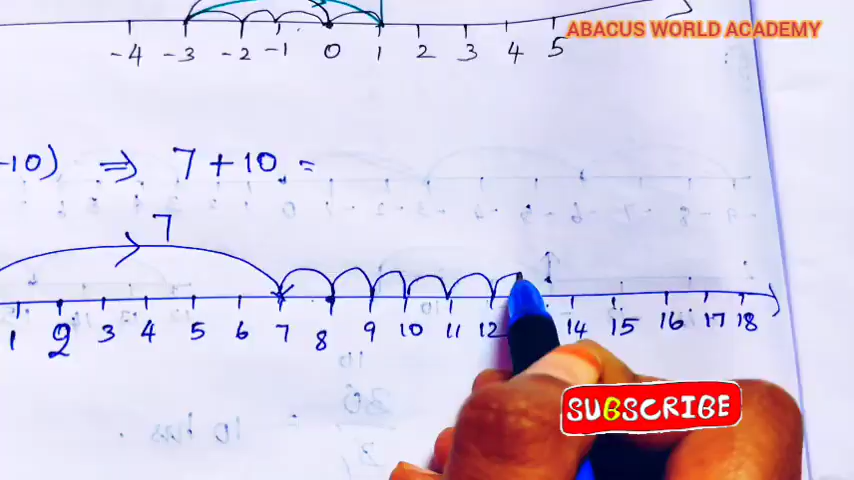 ABACUS WORLD ACADEMY
-4 -3 -2 -1 0 1 2 3 4 5
-10) ⇒ 7 + 10 =
7
1 2 3 4 5 6 7 8 9 10 11 12 14 15 16 17 18
SUBSCRIBE